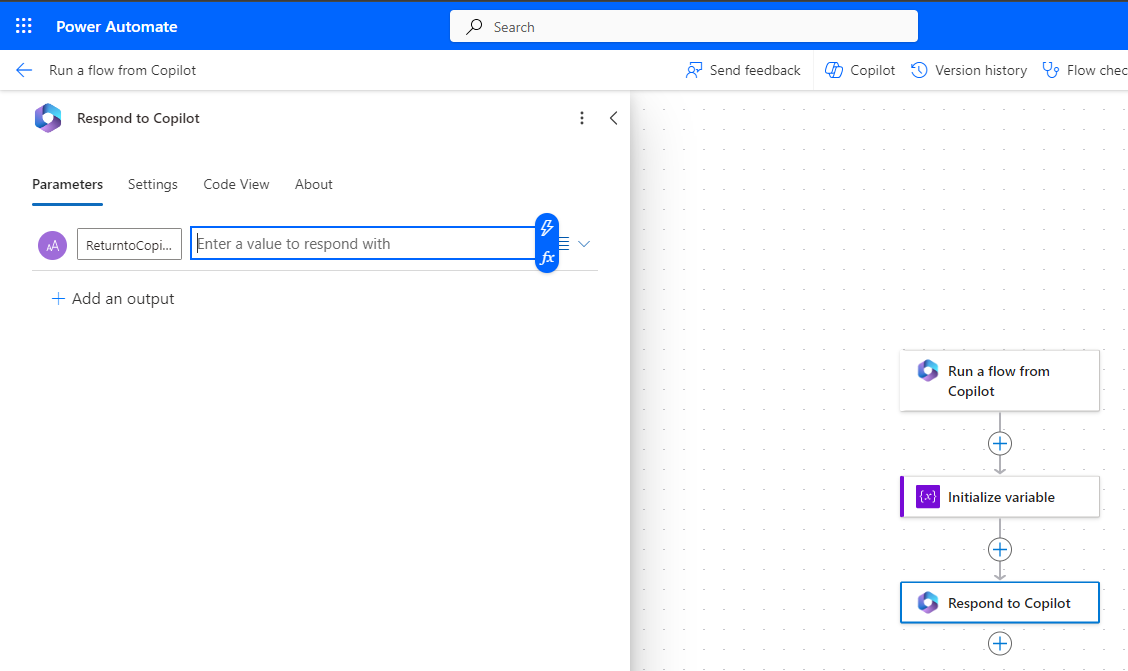 Power Automate
Search
Run a flow from Copilot
Send feedback
Copilot
Version history
Flow chec
Respond to Copilot
Parameters
Settings
Code View
About
AA
ReturntoCopi...
Enter a value to respond with
fx
+ Add an output
Run a flow from
Copilot
{x}
Initialize variable
Respond to Copilot